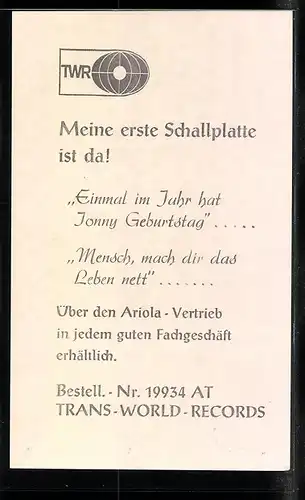 TWR
Meine erste Schallplatte
ist da!
„Einmal im Jahr hat
Jonny Geburtstag" . . . . .
„Mensch, mach dir das
Leben nett" . . . . . . .
Über den Ariola - Vertrieb
in jedem guten Fachgeschäft
erhältlich.
Bestell. - Nr. 19934 AT
TRANS - WORLD - RECORDS